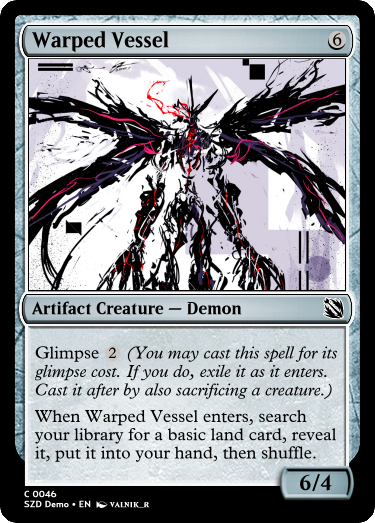 Warped Vessel 6
Artifact Creature — Demon
Glimpse 2 (You may cast this spell for its
glimpse cost. If you do, exile it as it enters.
Cast it after by also sacrificing a creature.)
When Warped Vessel enters, search
your library for a basic land card, reveal
it, put it into your hand, then shuffle.
6/4
C 0046
SZD Demo • EN VALNIK_R